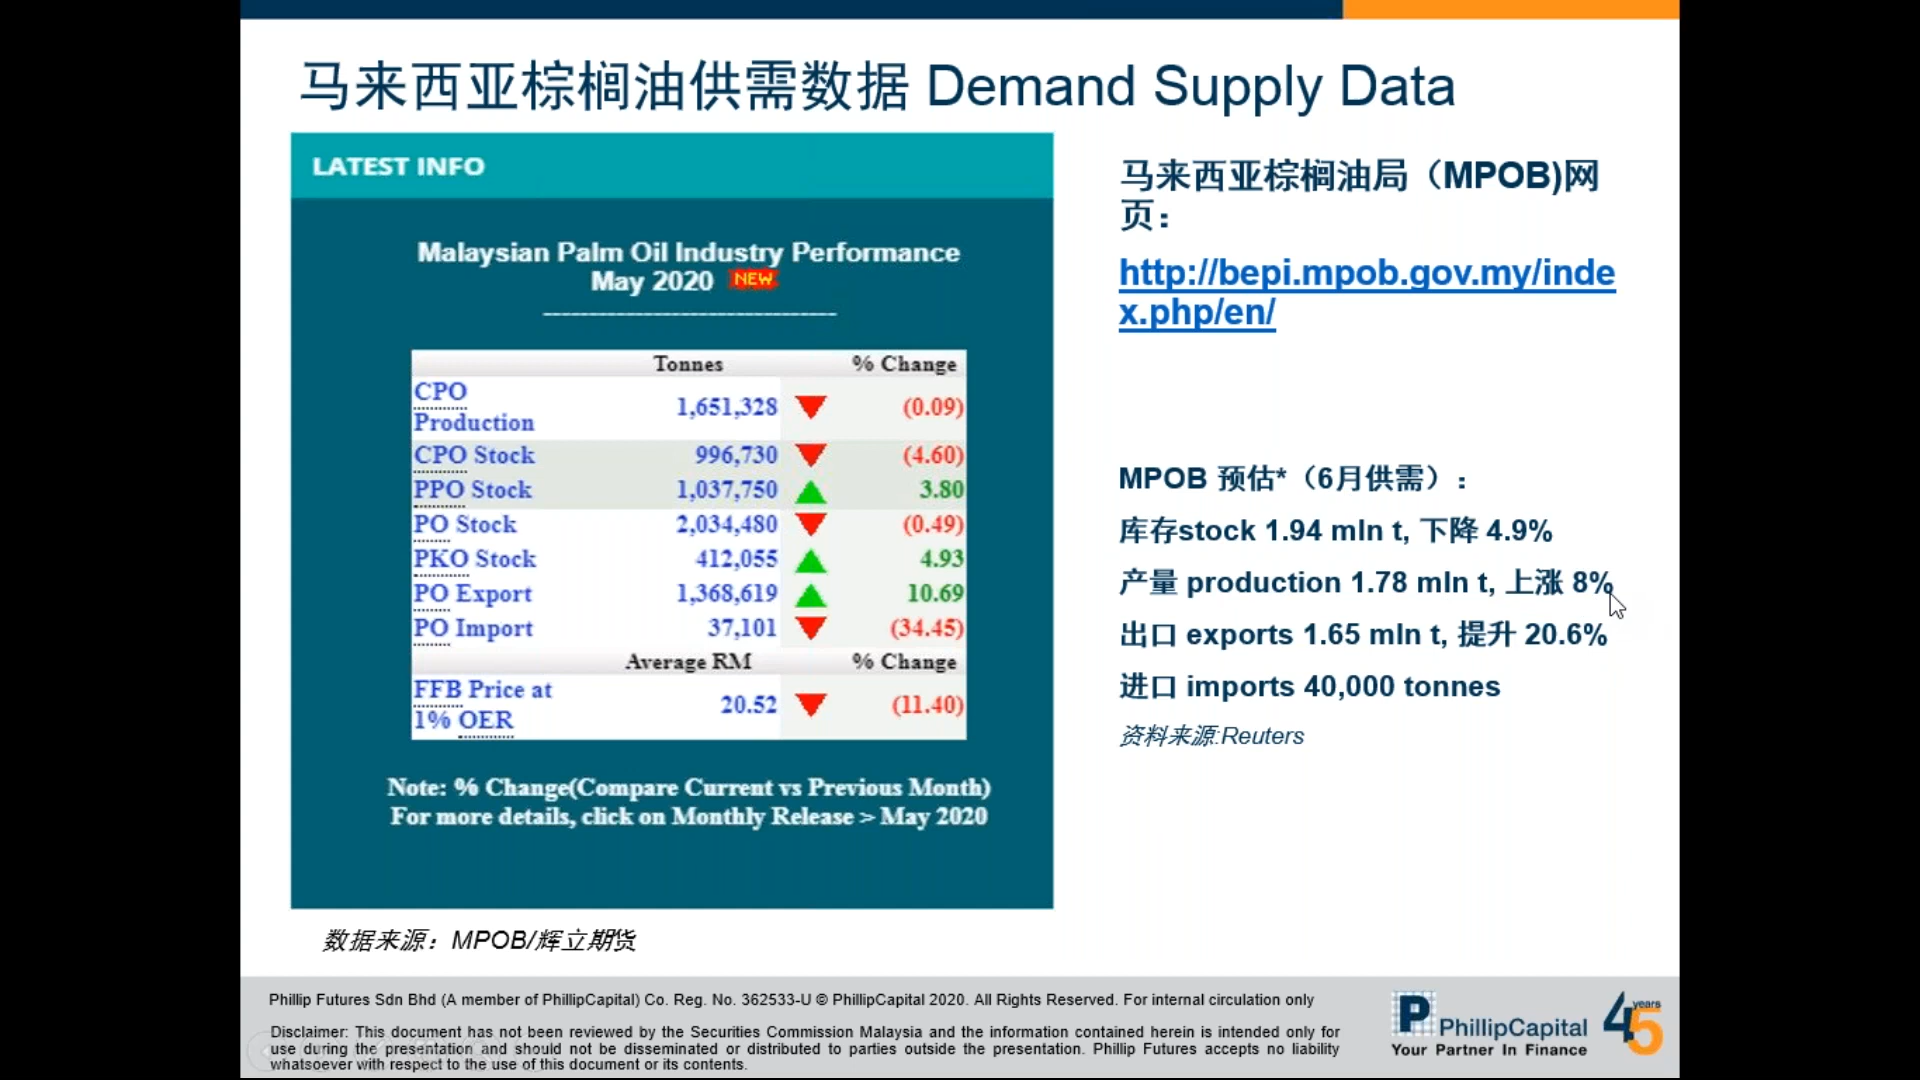 马来西亚棕榈油供需数据 Demand Supply Data
LATEST INFO
Malaysian Palm Oil Industry Performance
May 2020 NEW
--------------------------------
Tonnes % Change
CPO Production 1,651,328 (0.09)
CPO Stock 996,730 (4.60)
PPO Stock 1,037,750 3.80
PO Stock 2,034,480 (0.49)
PKO Stock 412,055 4.93
PO Export 1,368,619 10.69
PO Import 37,101 (34.45)
Average RM % Change
FFB Price at 1% OER 20.52 (11.40)
Note: % Change(Compare Current vs Previous Month)
For more details, click on Monthly Release > May 2020
数据来源：MPOB/辉立期货
马来西亚棕榈油局（MPOB)网
页：
http://bepi.mpob.gov.my/inde
x.php/en/
MPOB 预估*（6月供需）：
库存stock 1.94 mln t, 下降 4.9%
产量 production 1.78 mln t, 上涨 8%
出口 exports 1.65 mln t, 提升 20.6%
进口 imports 40,000 tonnes
资料来源:Reuters
Phillip Futures Sdn Bhd (A member of PhillipCapital) Co. Reg. No. 362533-U © PhillipCapital 2020. All Rights Reserved. For internal circulation only
Disclaimer: This document has not been reviewed by the Securities Commission Malaysia and the information contained herein is intended only for
use during the presentation and should not be disseminated or distributed to parties outside the presentation. Phillip Futures accepts no liability
whatsoever with respect to the use of this document or its contents.
PhillipCapital
Your Partner In Finance
45 years